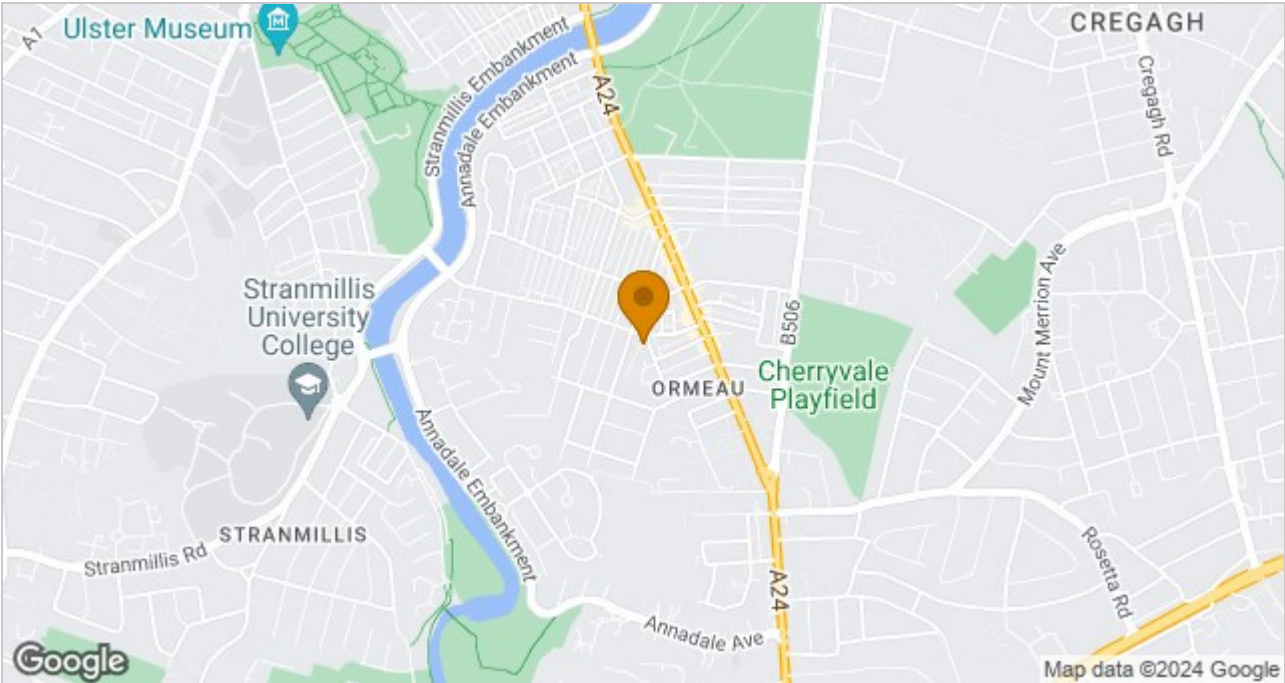 A1
Ulster Museum
Stranmillis Embankment
Annadale Embankment
A24
CREGAGH
Cregagh Rd
Stranmillis
University
College
B506
Mount Merrion Ave
Cherryvale
Playfield
ORMEAU
Annadale Embankment
STRANMILLIS
Stranmillis Rd
A24
Rosetta Rd
Annadale Ave
Google
Map data ©2024 Google